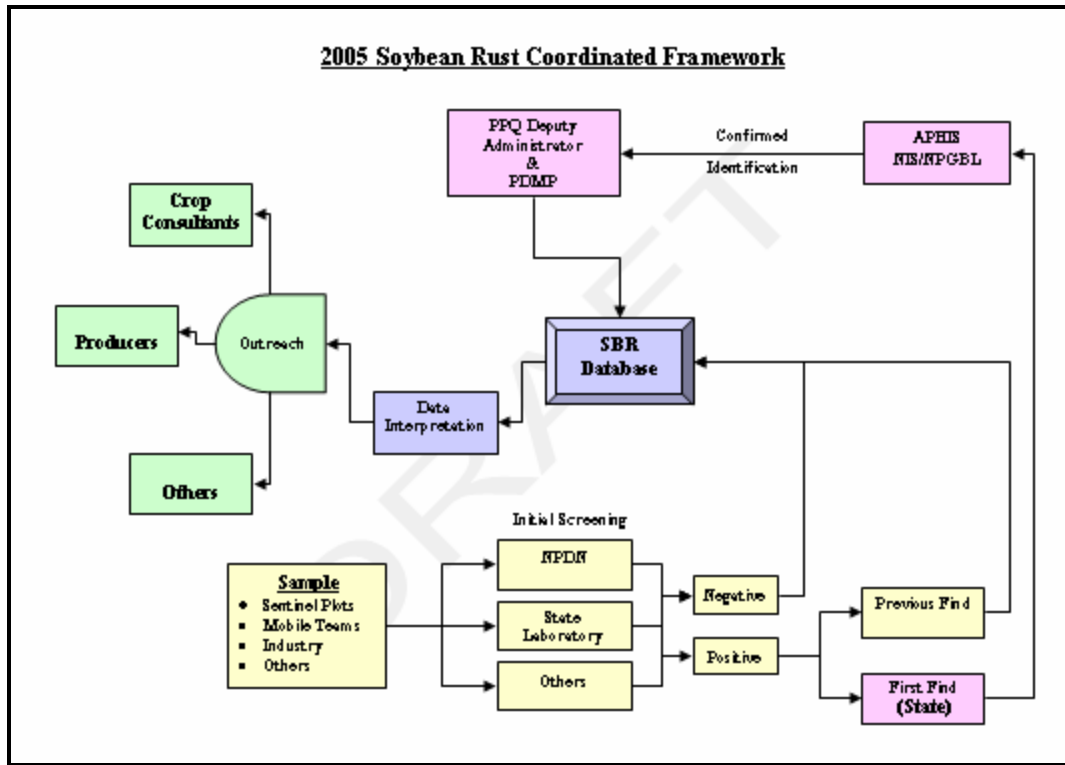 2005 Soybean Rust Coordinated Framework
PPQ Deputy
Administrator
&
PDMP
Confirmed
Identification
APHIS
NIS/NPGBL
Crop
Consultants
Producers
Outreach
Others
SBR
Database
Data
Interpretation
DRAFT
Initial Screening
Sample
• Sentinel Plots
▪ Mobile Teams
▪ Industry
▪ Others
NPDN
State
Laboratory
Others
Negative
Positive
Previous Find
First Find
(State)